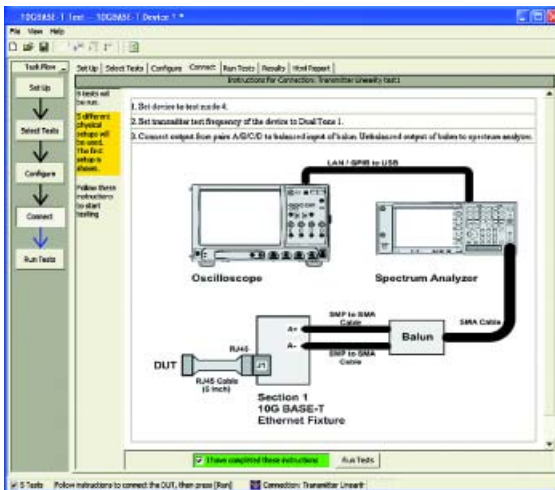 10GBASE-T Test -- 10GBASE-T Device 1 *
File View Help
Task Flow
Set Up
Select Tests
Configure
Connect
Run Tests
Set Up | Select Tests | Configure | Connect | Run Tests | Results | Html Report
Instructions for Connection: Transmitter Linearity test1
5 tests will
be run.
5 different
physical
setups will
be used.
The first
setup is
shown.
Follow these
instructions
to start
testing
1. Set device to test mode 4.
2. Set transmitter test frequency of the device to Dual Tone 1.
3. Connect output from pair A/B/C/D to balanced input of balun. Unbalanced output of balun to spectrum analyzer.
LAN / GPIB to USB
Oscilloscope
Spectrum Analyzer
SMP to SMA
Cable
A+
A-
Balun
SMA Cable
SMP to SMA
Cable
RJ45
J1
DUT
RJ45 Cable
(5 inch)
Section 1
10G BASE-T
Ethernet Fixture
I have completed these instructions
Run Tests
5 Tests
Follow instructions to connect the DUT, then press [Run]
Connection: Transmitter Linearit